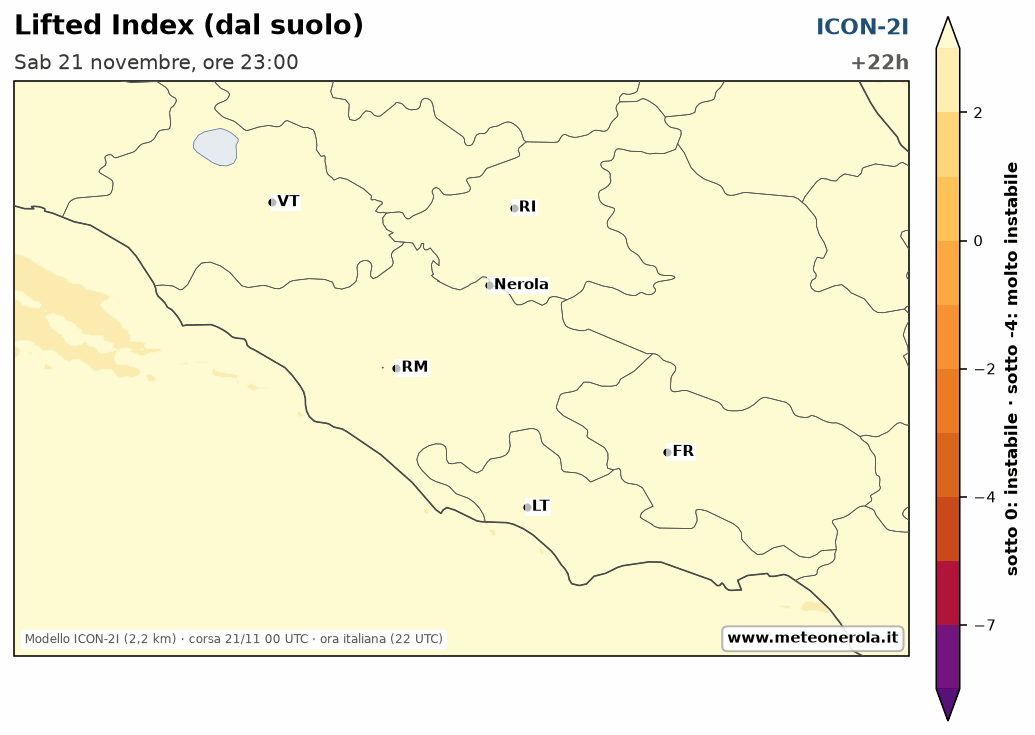 Lifted Index (dal suolo)
ICON-2I
Sab 21 novembre, ore 23:00
+22h
VT
RI
Nerola
RM
FR
LT
Modello ICON-2I (2,2 km) · corsa 21/11 00 UTC · ora italiana (22 UTC)
www.meteonerola.it
2
0
−2
−4
−7
sotto 0: instabile · sotto -4: molto instabile